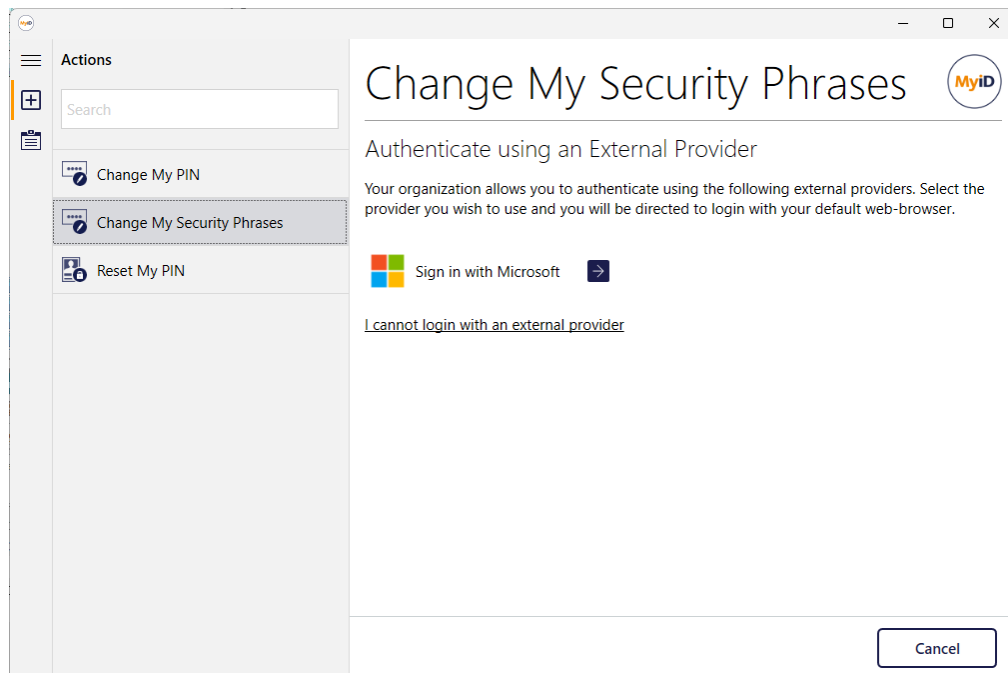 MyiD
Actions
Search
Change My PIN
Change My Security Phrases
Reset My PIN
Change My Security Phrases
MyiD
Authenticate using an External Provider
Your organization allows you to authenticate using the following external providers. Select the
provider you wish to use and you will be directed to login with your default web-browser.
Sign in with Microsoft
I cannot login with an external provider
Cancel